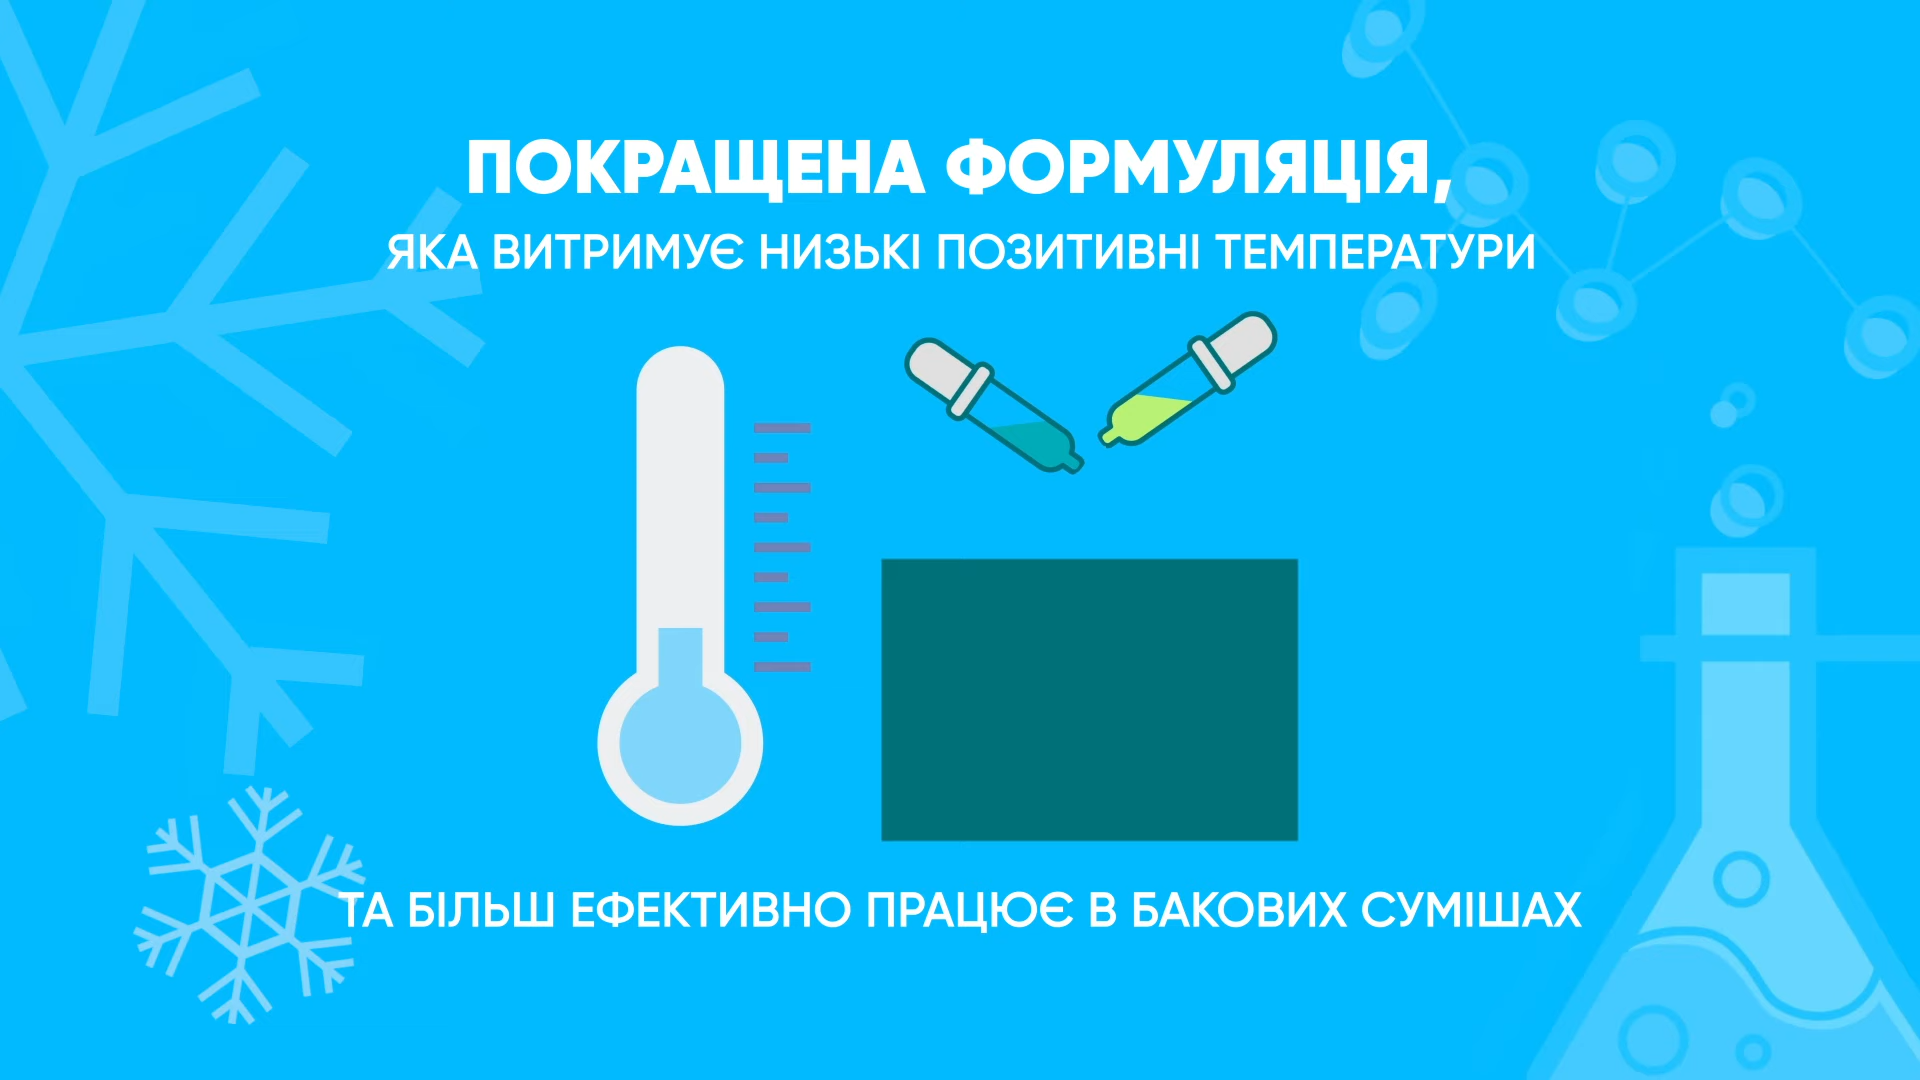 ПОКРАЩЕНА ФОРМУЛЯЦІЯ,
ЯКА ВИТРИМУЄ НИЗЬКІ ПОЗИТИВНІ ТЕМПЕРАТУРИ
ТА БІЛЬШ ЕФЕКТИВНО ПРАЦЮЄ В БАКОВИХ СУМІШАХ